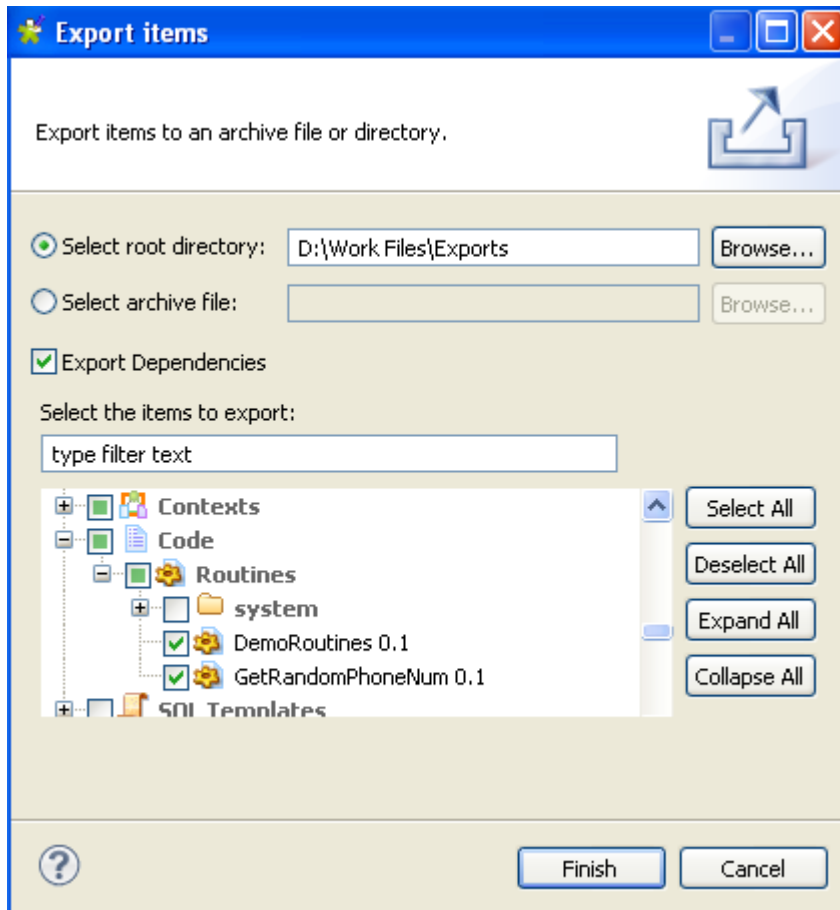 Export items
Export items to an archive file or directory.
Select root directory: D:\Work Files\Exports Browse...
Select archive file: Browse...
Export Dependencies
Select the items to export:
type filter text
Contexts Select All
Code
Routines Deselect All
system
DemoRoutines 0.1 Expand All
GetRandomPhoneNum 0.1 Collapse All
SQL Templates
? Finish Cancel